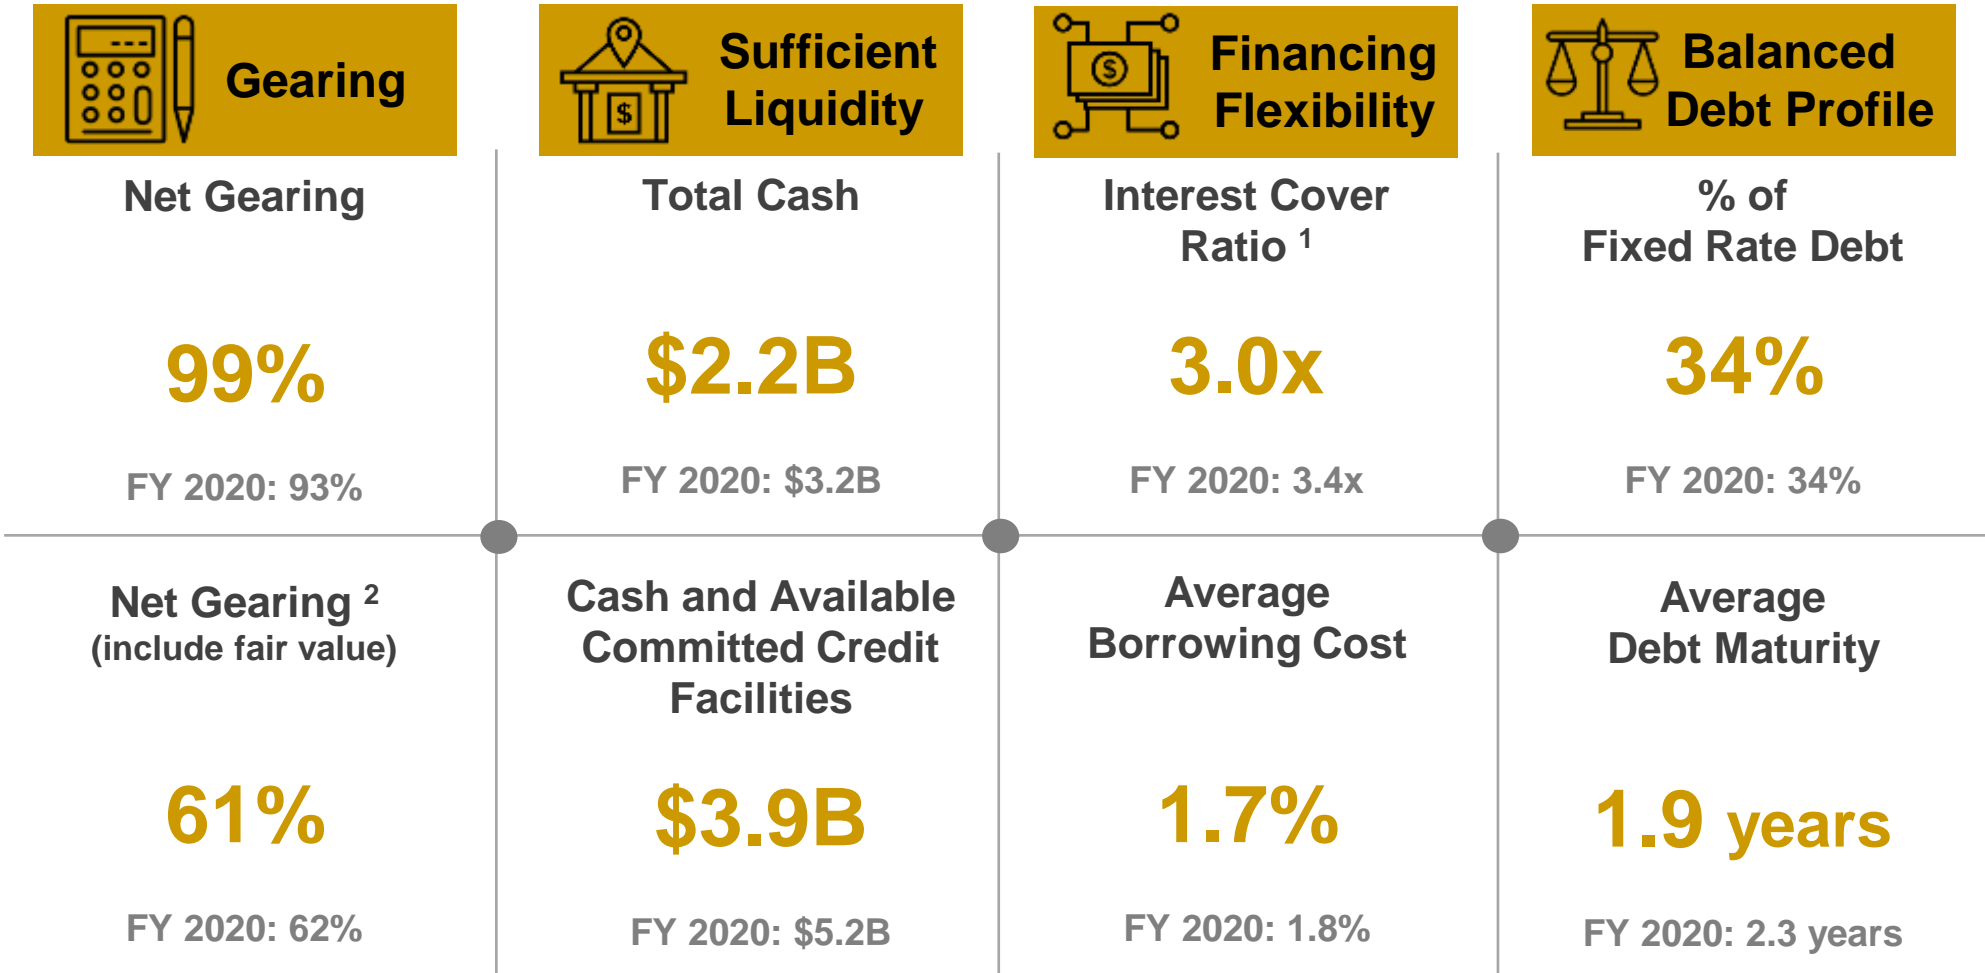 Gearing
Sufficient
Liquidity
Financing
Flexibility
Balanced
Debt Profile
Net Gearing
99%
FY 2020: 93%
Total Cash
$2.2B
FY 2020: $3.2B
Interest Cover
Ratio 1
3.0x
FY 2020: 3.4x
% of
Fixed Rate Debt
34%
FY 2020: 34%
Net Gearing 2
(include fair value)
61%
FY 2020: 62%
Cash and Available
Committed Credit
Facilities
$3.9B
FY 2020: $5.2B
Average
Borrowing Cost
1.7%
FY 2020: 1.8%
Average
Debt Maturity
1.9 years
FY 2020: 2.3 years